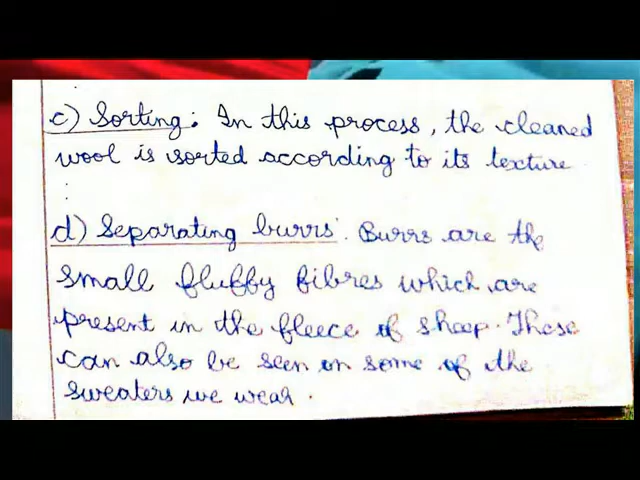 c) Sorting: In this process, the cleaned
wool is sorted according to its texture
d) Separating burrs: Burrs are the
small fluffy fibres which are
present in the fleece of sheep. These
can also be seen on some of the
sweaters we wear.